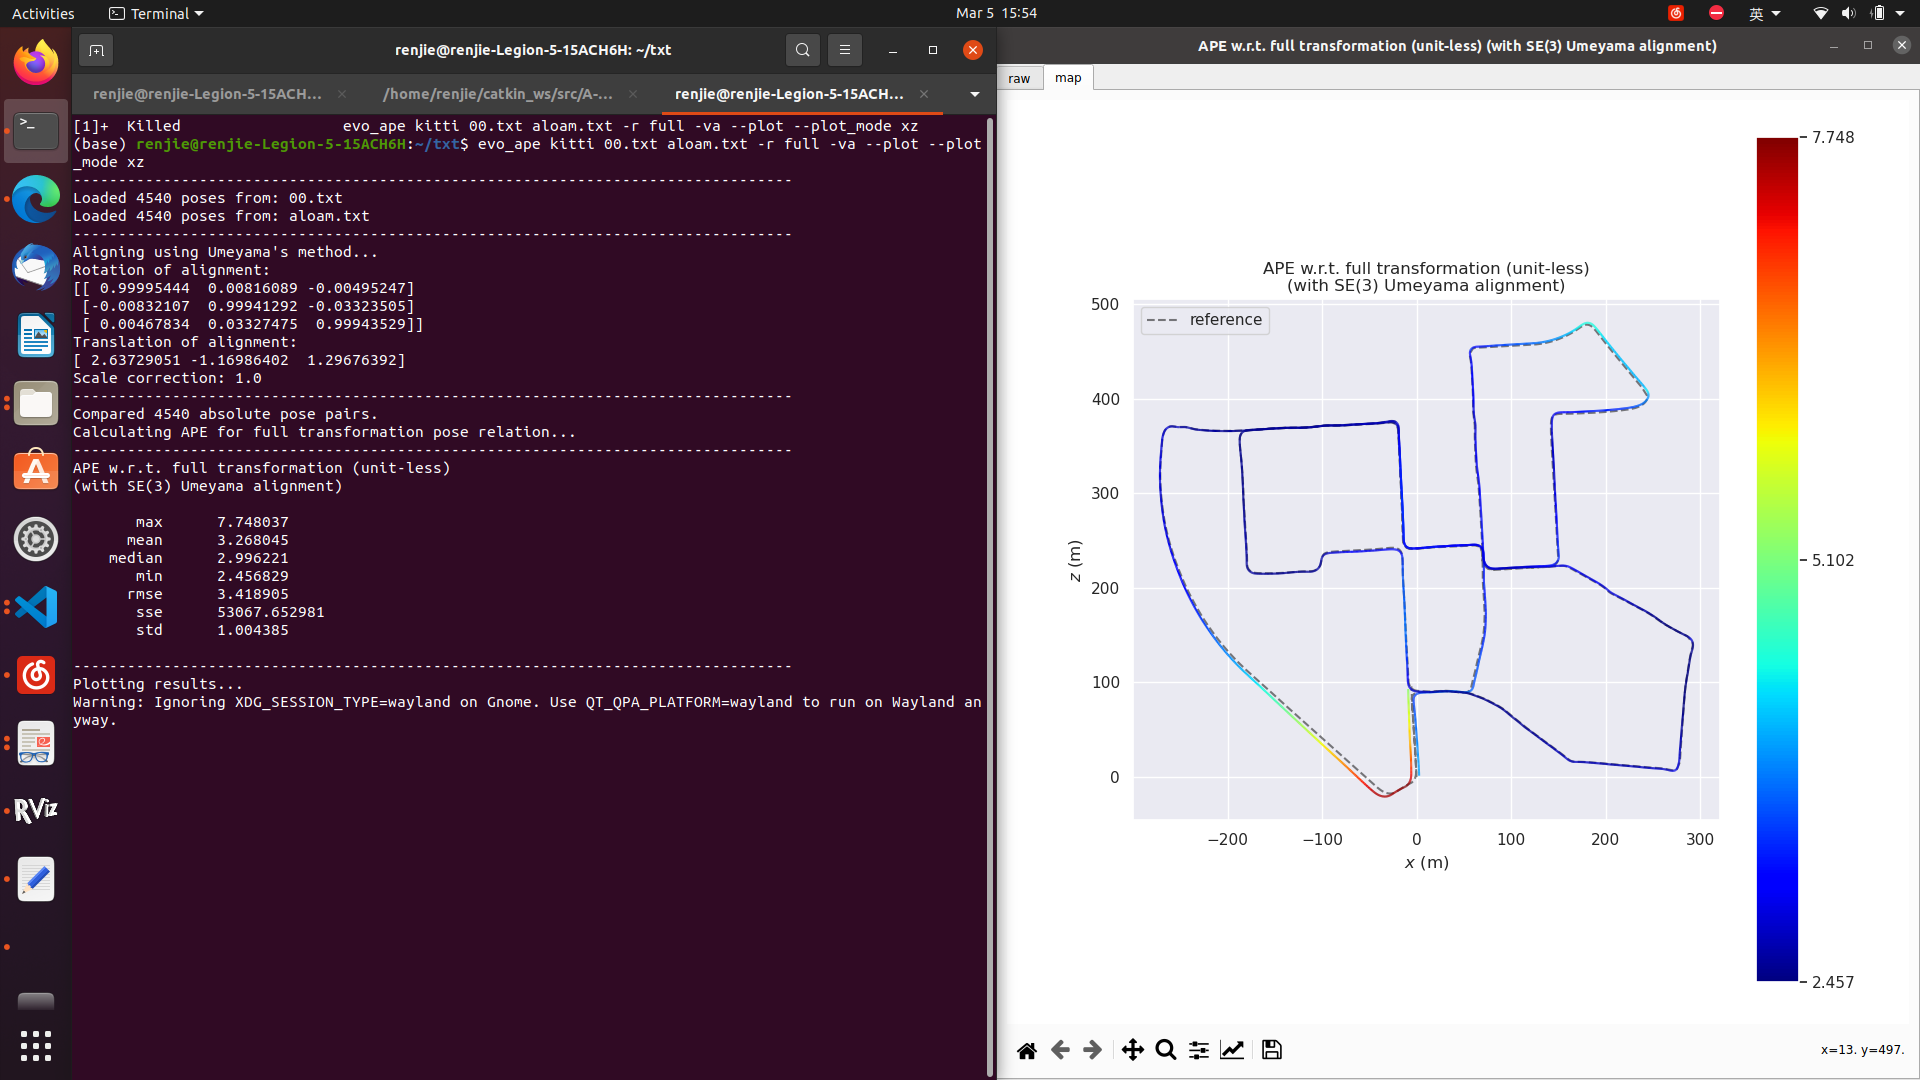 Activities
Terminal
Mar 5 15:54
英
renjie@renjie-Legion-5-15ACH6H: ~/txt
renjie@renjie-Legion-5-15ACH...
/home/renjie/catkin_ws/src/A-...
renjie@renjie-Legion-5-15ACH...
[1]+  Killed                  evo_ape kitti 00.txt aloam.txt -r full -va --plot --plot_mode xz
(base) renjie@renjie-Legion-5-15ACH6H:~/txt$ evo_ape kitti 00.txt aloam.txt -r full -va --plot --plot
_mode xz
--------------------------------------------------------------------------------
Loaded 4540 poses from: 00.txt
Loaded 4540 poses from: aloam.txt
--------------------------------------------------------------------------------
Aligning using Umeyama's method...
Rotation of alignment:
[[ 0.99995444  0.00816089 -0.00495247]
 [-0.00832107  0.99941292 -0.03323505]
 [ 0.00467834  0.03327475  0.99943529]]
Translation of alignment:
[ 2.63729051 -1.16986402  1.29676392]
Scale correction: 1.0
--------------------------------------------------------------------------------
Compared 4540 absolute pose pairs.
Calculating APE for full transformation pose relation...
--------------------------------------------------------------------------------
APE w.r.t. full transformation (unit-less)
(with SE(3) Umeyama alignment)
max 7.748037
mean 3.268045
median 2.996221
min 2.456829
rmse 3.418905
sse 53067.652981
std 1.004385
--------------------------------------------------------------------------------
Plotting results...
Warning: Ignoring XDG_SESSION_TYPE=wayland on Gnome. Use QT_QPA_PLATFORM=wayland to run on Wayland an
yway.
RViz
APE w.r.t. full transformation (unit-less) (with SE(3) Umeyama alignment)
raw
map
APE w.r.t. full transformation (unit-less)
(with SE(3) Umeyama alignment)
reference
500
400
300
200
100
0
z (m)
−200
−100
0
100
200
300
x (m)
7.748
5.102
2.457
x=13. y=497.